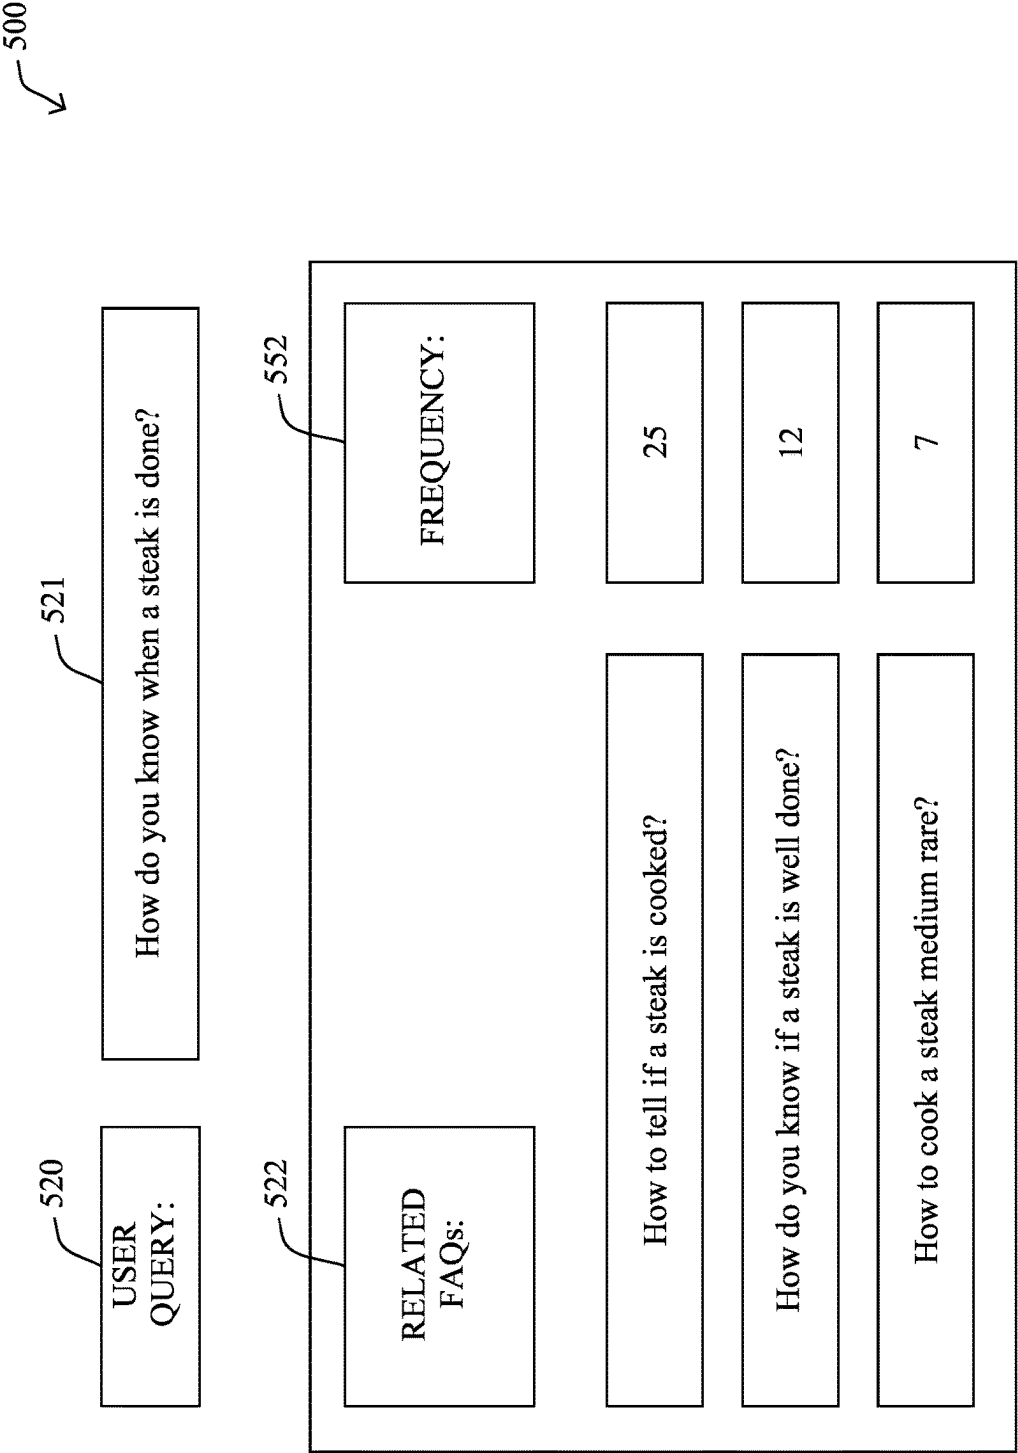 500
520
USER
QUERY:
521
How do you know when a steak is done?
522
RELATED
FAQs:
552
FREQUENCY:
How to tell if a steak is cooked?
25
How do you know if a steak is well done?
12
How to cook a steak medium rare?
7